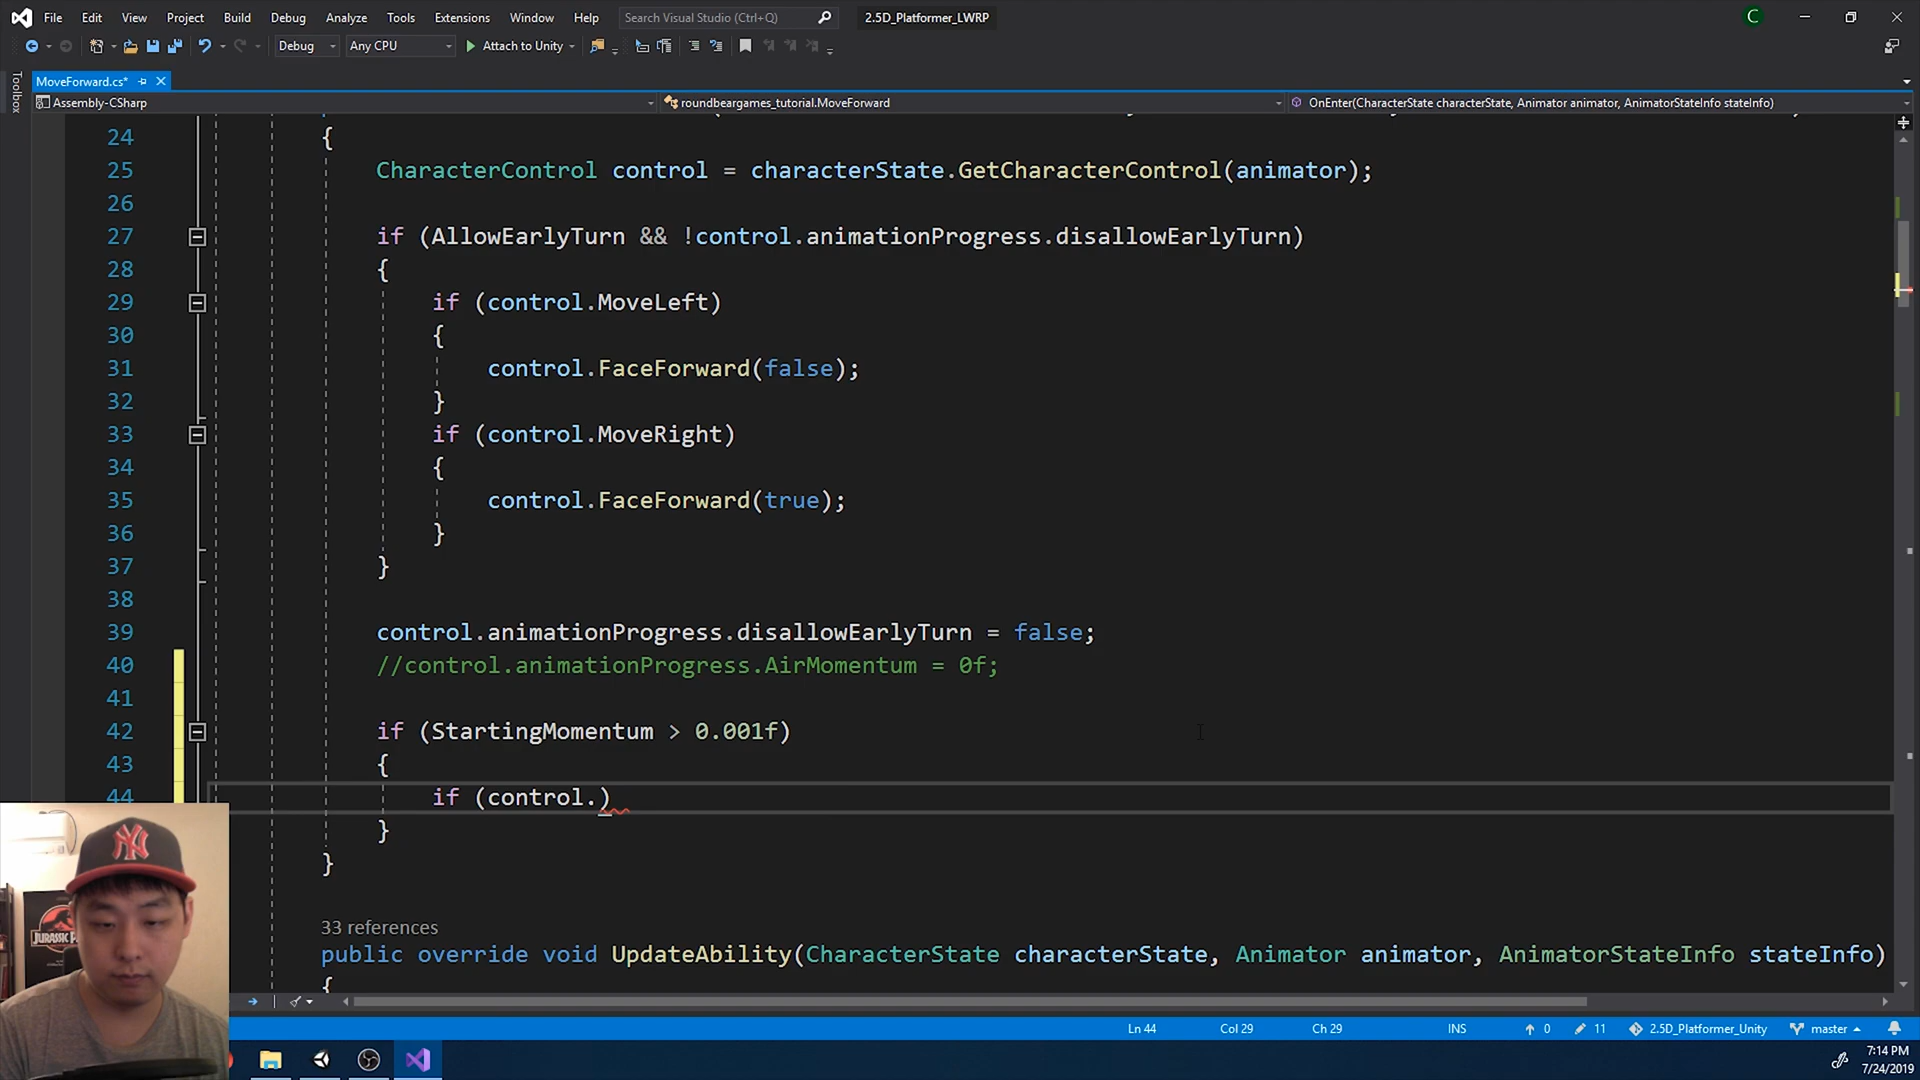 File Edit View Project Build Debug Analyze Tools Extensions Window Help Search Visual Studio (Ctrl+Q) 2.5D_Platformer_LWRP C
Debug Any CPU Attach to Unity
Toolbox
MoveForward.cs*
Assembly-CSharp roundbeargames_tutorial.MoveForward OnEnter(CharacterState characterState, Animator animator, AnimatorStateInfo stateInfo)
24 {
25 CharacterControl control = characterState.GetCharacterControl(animator);
26
27 if (AllowEarlyTurn && !control.animationProgress.disallowEarlyTurn)
28 {
29 if (control.MoveLeft)
30 {
31 control.FaceForward(false);
32 }
33 if (control.MoveRight)
34 {
35 control.FaceForward(true);
36 }
37 }
38
39 control.animationProgress.disallowEarlyTurn = false;
40 //control.animationProgress.AirMomentum = 0f;
41
42 if (StartingMomentum > 0.001f)
43 {
44 if (control.)
}
}
33 references
public override void UpdateAbility(CharacterState characterState, Animator animator, AnimatorStateInfo stateInfo)
{
JURASSIC
Ln 44 Col 29 Ch 29 INS 0 11 2.5D_Platformer_Unity master
7:14 PM
7/24/2019